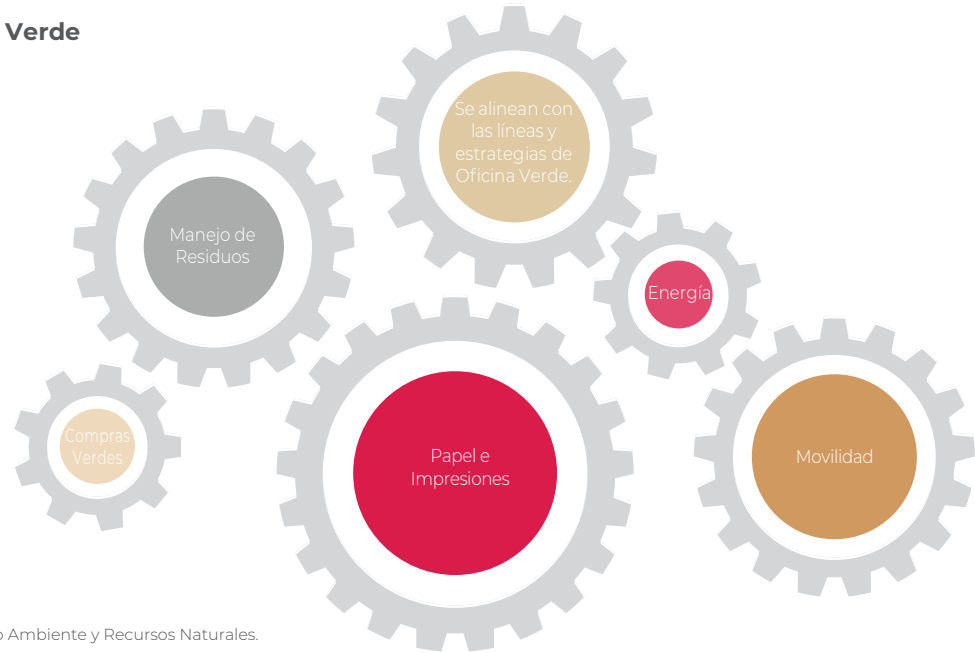 Verde
Se alinean con
las líneas y
estrategias de
Oficina Verde.
Manejo de
Residuos
Energía
Compras
Verdes
Papel e
Impresiones
Movilidad
o Ambiente y Recursos Naturales.